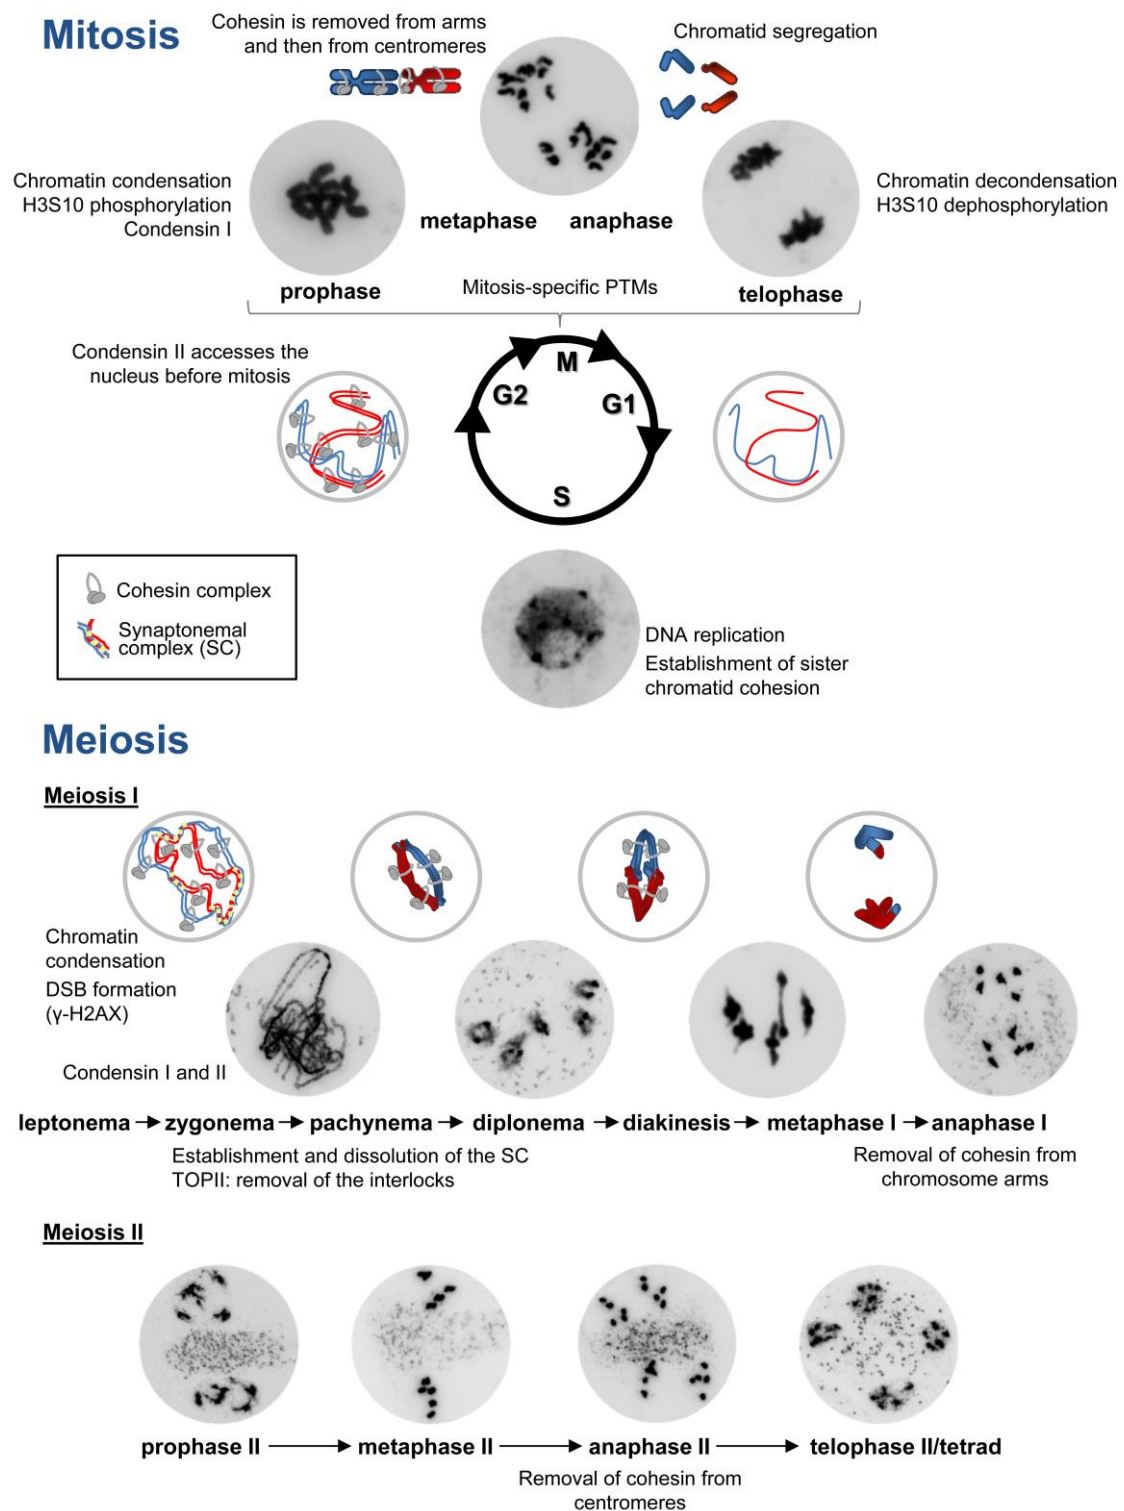 Mitosis
Cohesin is removed from arms
and then from centromeres
Chromatid segregation
Chromatin condensation
H3S10 phosphorylation
Condensin I
metaphase
anaphase
Chromatin decondensation
H3S10 dephosphorylation
prophase
Mitosis-specific PTMs
telophase
Condensin II accesses the
nucleus before mitosis
M
G2
G1
S
Cohesin complex
Synaptonemal
complex (SC)
DNA replication
Establishment of sister
chromatid cohesion
Meiosis
Meiosis I
Chromatin
condensation
DSB formation
(γ-H2AX)
Condensin I and II
leptonema → zygonema → pachynema → diplonema → diakinesis → metaphase I → anaphase I
Establishment and dissolution of the SC
TOPII: removal of the interlocks
Removal of cohesin from
chromosome arms
Meiosis II
prophase II → metaphase II → anaphase II → telophase II/tetrad
Removal of cohesin from
centromeres